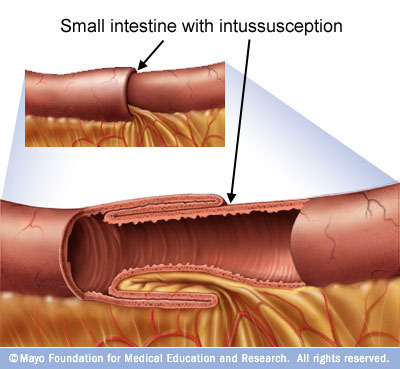 Small intestine with intussusception
© Mayo Foundation for Medical Education and Research. All rights reserved.